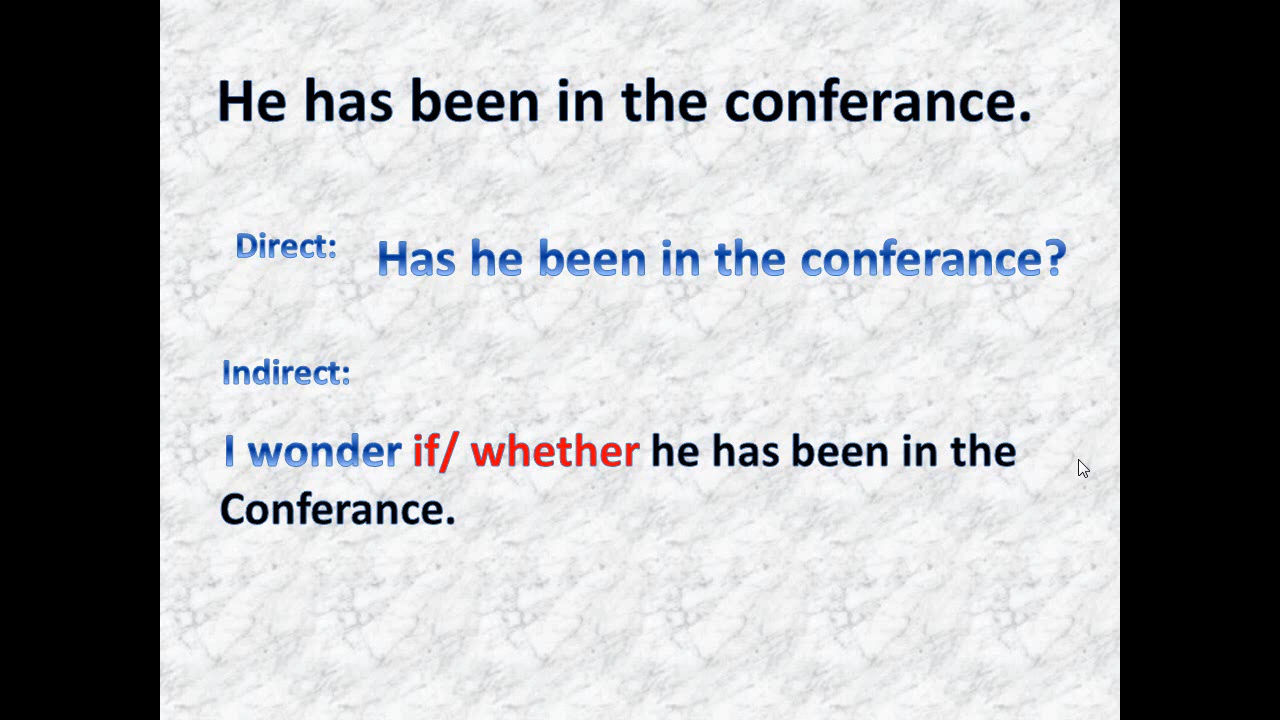 He has been in the conferance.
Direct: Has he been in the conferance?
Indirect:
I wonder if/ whether he has been in the
Conferance.